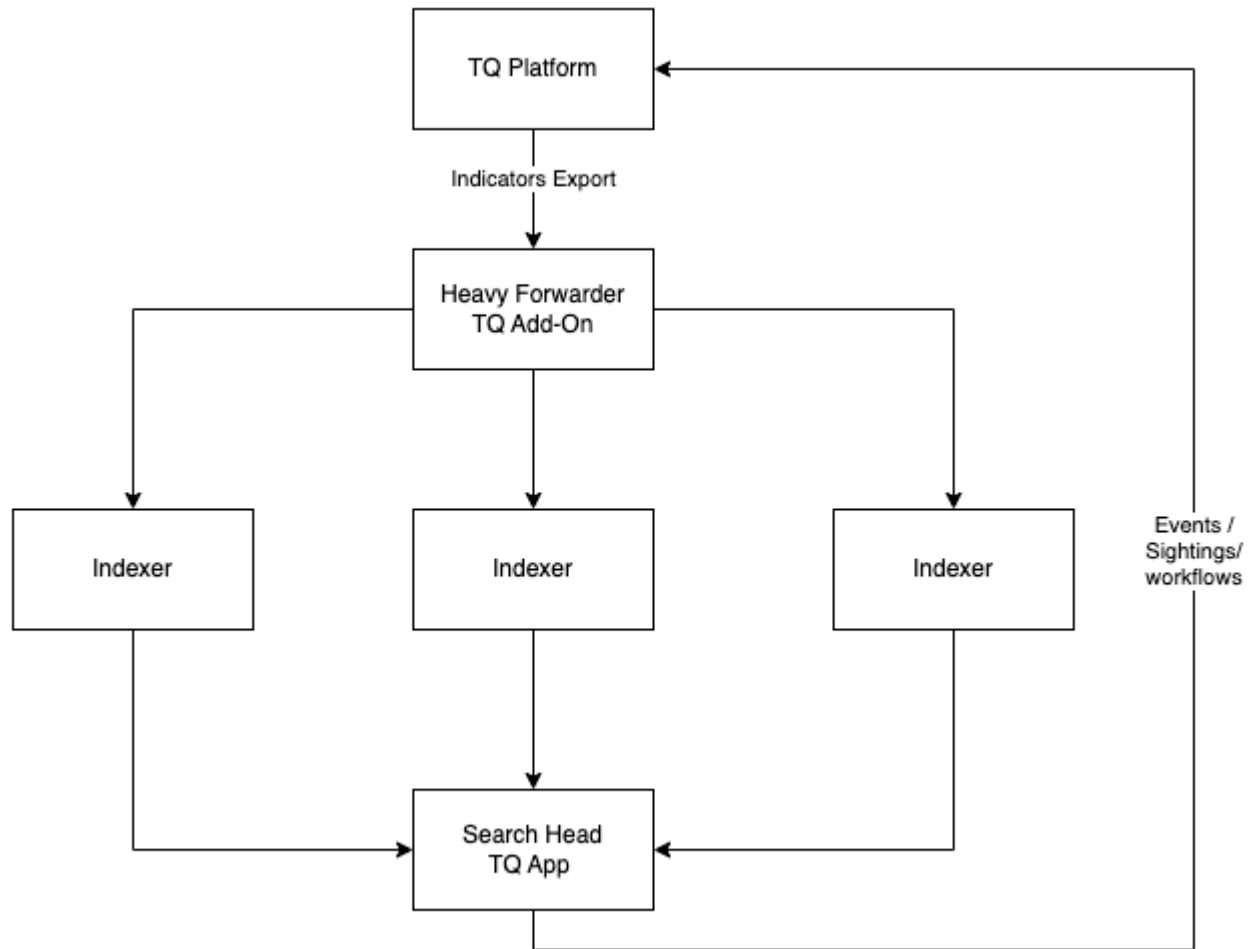 TQ Platform
Indicators Export
Heavy Forwarder
TQ Add-On
Indexer
Indexer
Indexer
Events /
Sightings/
workflows
Search Head
TQ App